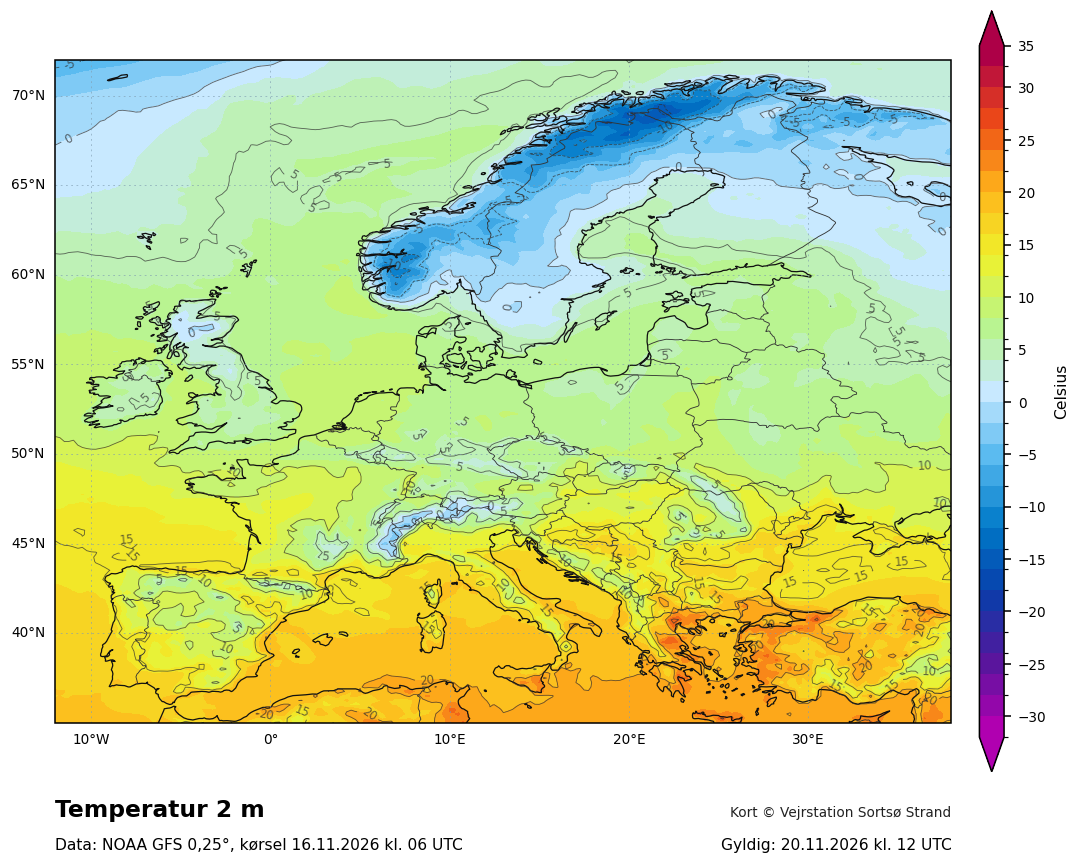 70°N
65°N
60°N
55°N
50°N
45°N
40°N
10°W 0° 10°E 20°E 30°E
35
30
25
20
15
10
5
0
−5
−10
−15
−20
−25
−30
Celsius
Temperatur 2 m
Kort © Vejrstation Sortsø Strand
Data: NOAA GFS 0,25°, kørsel 16.11.2026 kl. 06 UTC
Gyldig: 20.11.2026 kl. 12 UTC